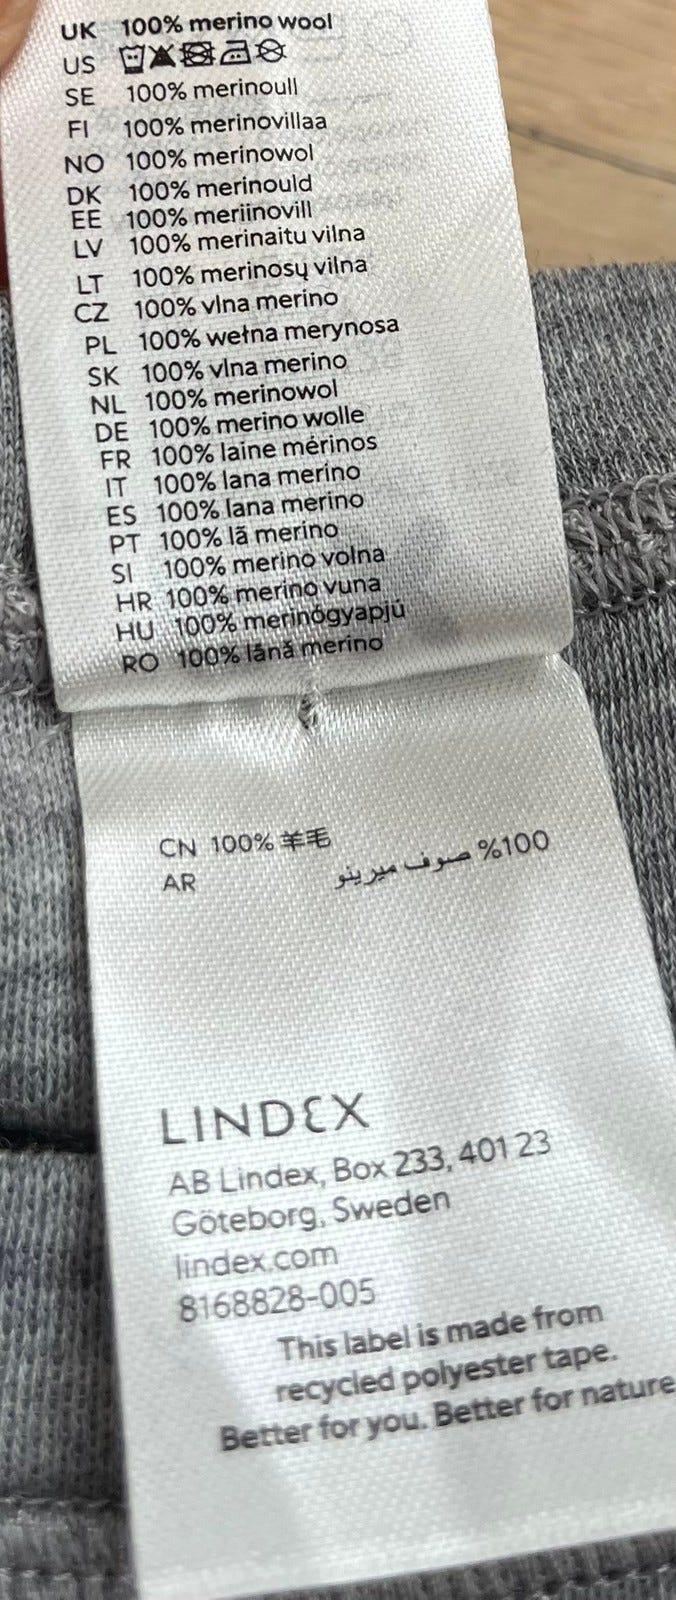 UK 100% merino wool
US
SE 100% merinoull
FI 100% merinovillaa
NO 100% merinowol
DK 100% merinould
EE 100% meriinovill
LV 100% merinaitu vilna
LT 100% merinosų vilna
CZ 100% vlna merino
PL 100% wełna merynosa
SK 100% vlna merino
NL 100% merinowol
DE 100% merino wolle
FR 100% laine mérinos
IT 100% lana merino
ES 100% lana merino
PT 100% lã merino
SI 100% merino volna
HR 100% merino vuna
HU 100% merinógyapjú
RO 100% lână merino
CN 100% 羊毛
AR 100% صوف ميرينو
LINDEX
AB Lindex, Box 233, 401 23
Göteborg, Sweden
lindex.com
8168828-005
This label is made from
recycled polyester tape.
Better for you. Better for nature